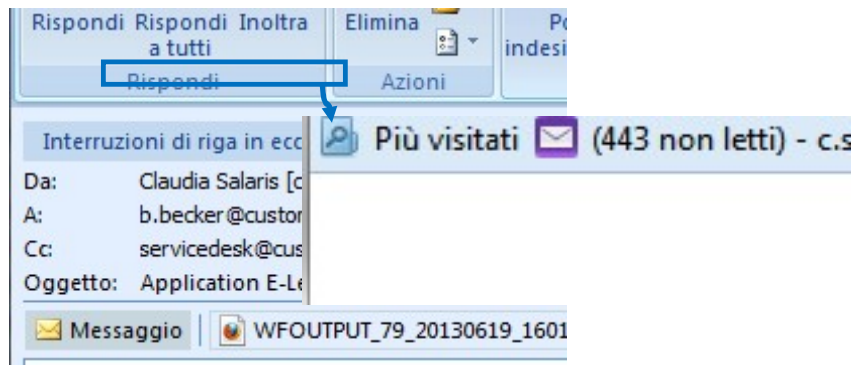 Rispondi Rispondi Inoltra Elimina
a tutti
Rispondi Azioni
Interruzioni di riga in ecc
Più visitati (443 non letti) - c.s
Da: Claudia Salaris [c
A: b.becker@custor
Cc: servicedesk@cus
Oggetto: Application E-Le
Messaggio WFOUTPUT_79_20130619_1601